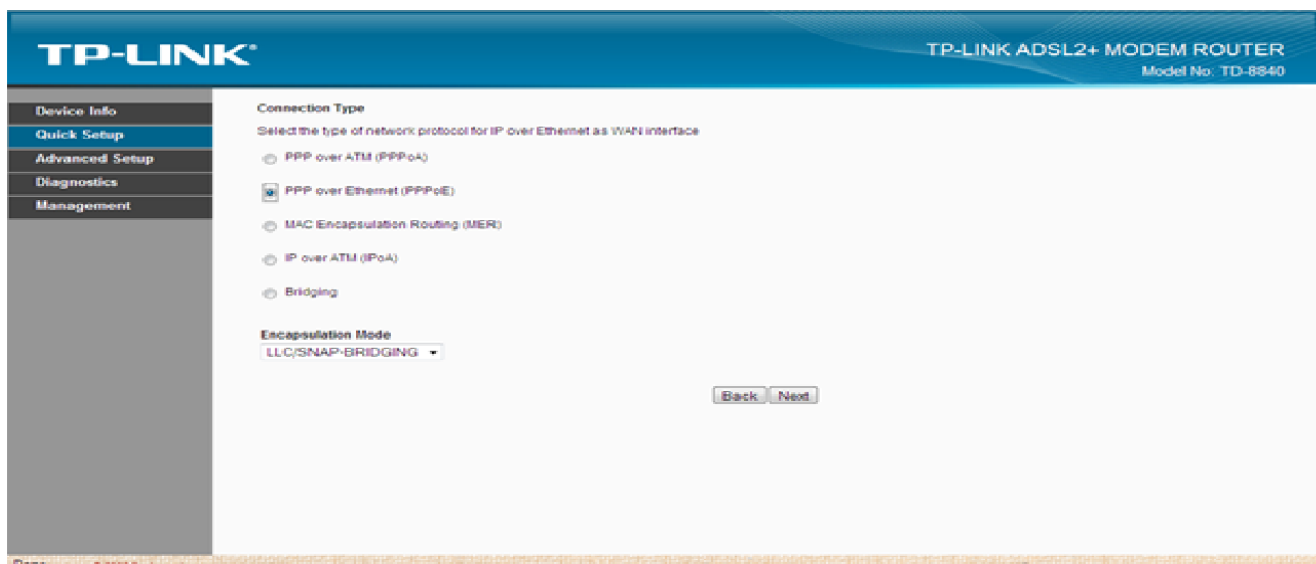 TP-LINK
TP-LINK ADSL2+ MODEM ROUTER
Model No: TD-8840
Device Info
Quick Setup
Advanced Setup
Diagnostics
Management
Connection Type
Select the type of network protocol for IP over Ethernet as WAN interface
PPP over ATM (PPPoA)
PPP over Ethernet (PPPoE)
MAC Encapsulation Routing (MER)
IP over ATM (IPoA)
Bridging
Encapsulation Mode
LLC/SNAP-BRIDGING
Back Next